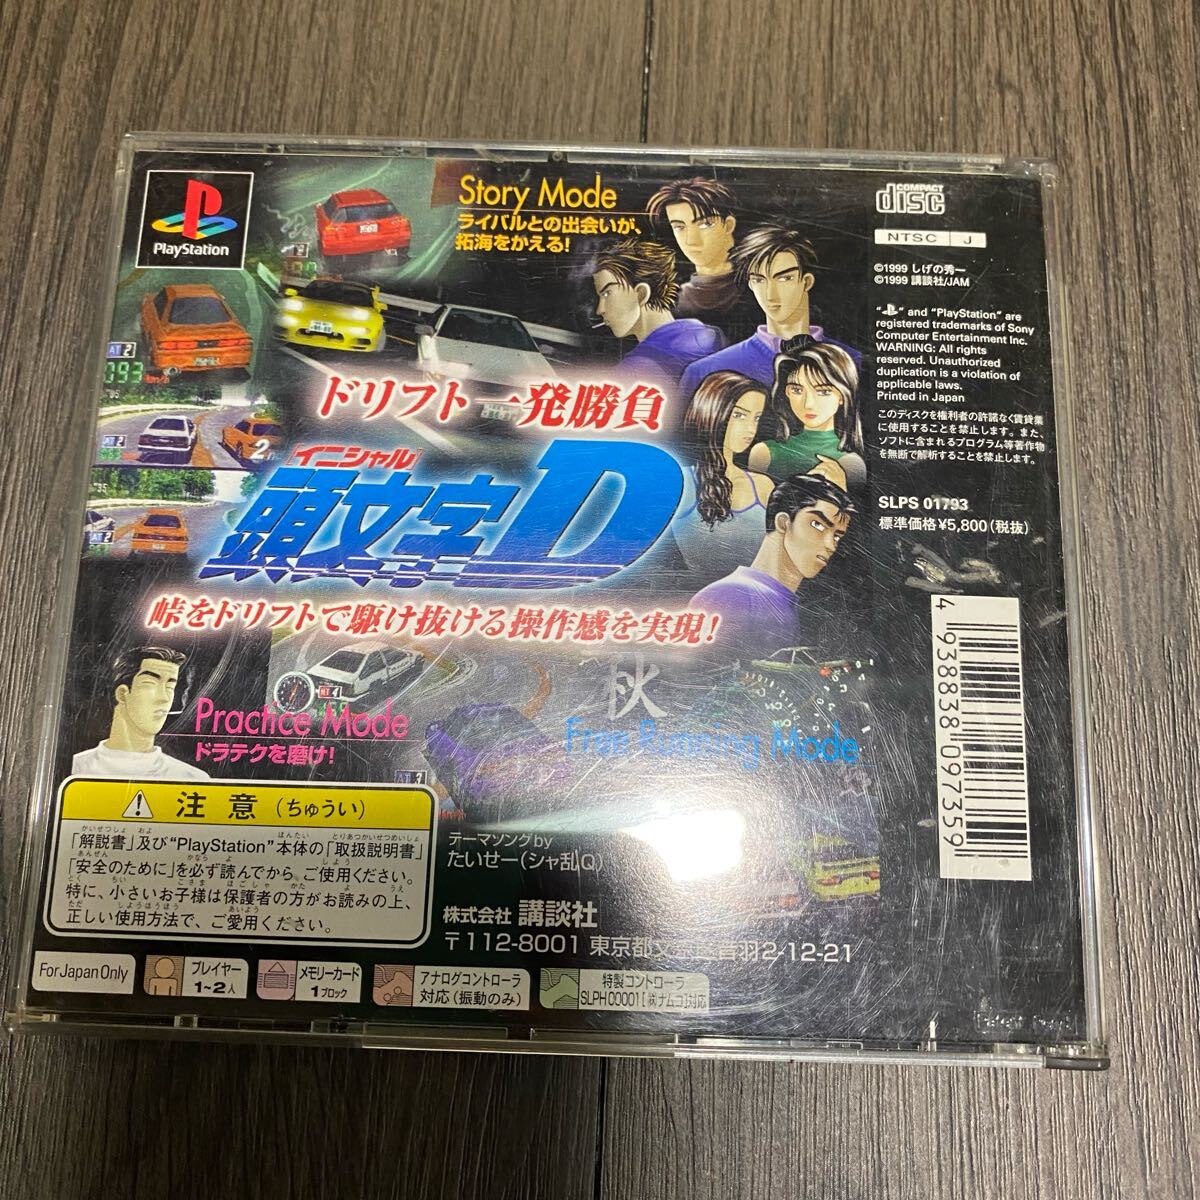 PlayStation
Story Mode
ライバルとの出会いが、
拓海をかえる!
COMPACT
disc
NTSC J
©1999 しげの秀一
©1999 講談社/JAM
" " and "PlayStation" are
registered trademarks of Sony
Computer Entertainment Inc.
WARNING: All rights
reserved. Unauthorized
duplication is a violation of
applicable laws.
Printed in Japan
このディスクを権利者の許諾なく賃貸業
に使用することを禁止します。また、
ソフトに含まれるプログラム等著作物
を無断で解析することを禁止します。
SLPS 01793
標準価格¥5,800(税抜)
AT 2
093
ドリフト一発勝負
「イニシャル」
頭文字D
峠をドリフトで駆け抜ける操作感を実現!
Practice Mode
ドラテクを磨け!
秋
Free Running Mode
4 938838 097359
注意(ちゅうい)
「解説書」及び"PlayStation"本体の「取扱説明書」
「安全のために」を必ず読んでから、ご使用ください。
特に、小さいお子様は保護者の方がお読みの上、
正しい使用方法で、ご愛用ください。
テーマソングby
たいせー(シャ乱Q)
株式会社 講談社
〒112-8001 東京都文京区音羽2-12-21
For Japan Only
プレイヤー
1~2人
メモリーカード
1ブロック
アナログコントローラ
対応(振動のみ)
特製コントローラ
SLPH 00001[㈱ナムコ]対応